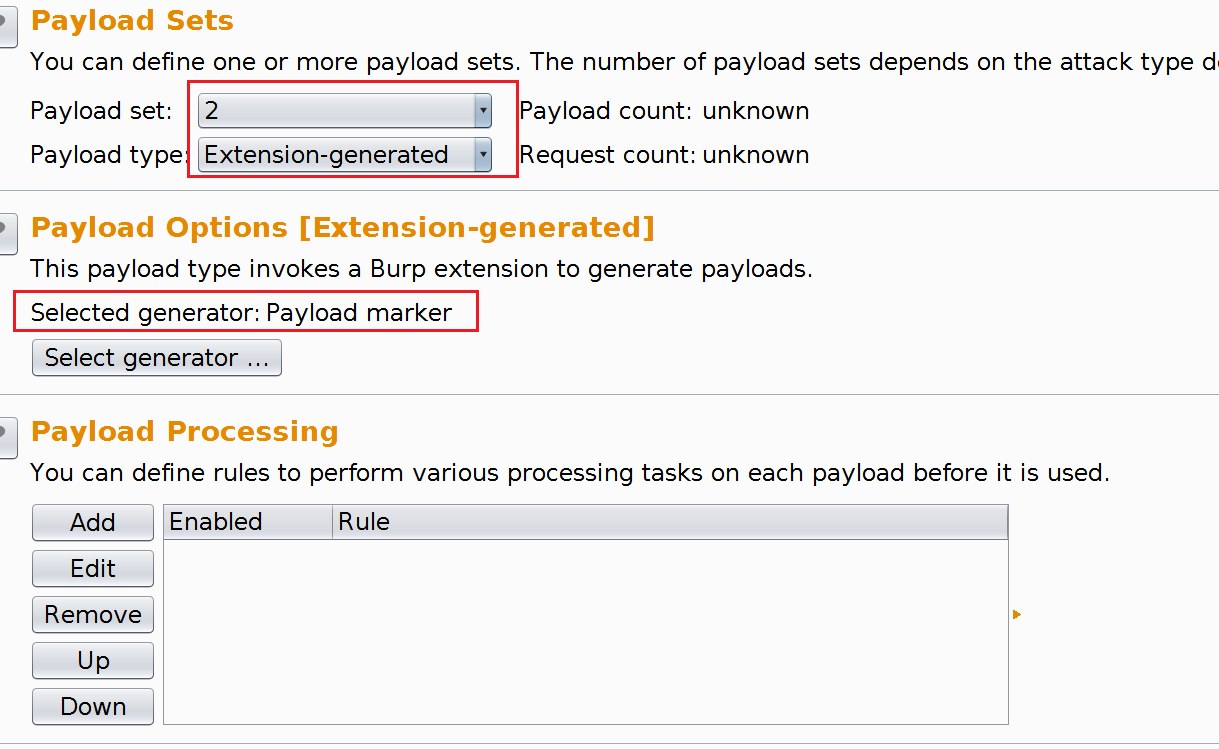 Payload Sets
You can define one or more payload sets. The number of payload sets depends on the attack type
Payload set: 2 Payload count: unknown
Payload type: Extension-generated Request count: unknown
Payload Options [Extension-generated]
This payload type invokes a Burp extension to generate payloads.
Selected generator: Payload marker
Select generator ...
Payload Processing
You can define rules to perform various processing tasks on each payload before it is used.
Add Enabled Rule
Edit
Remove
Up
Down